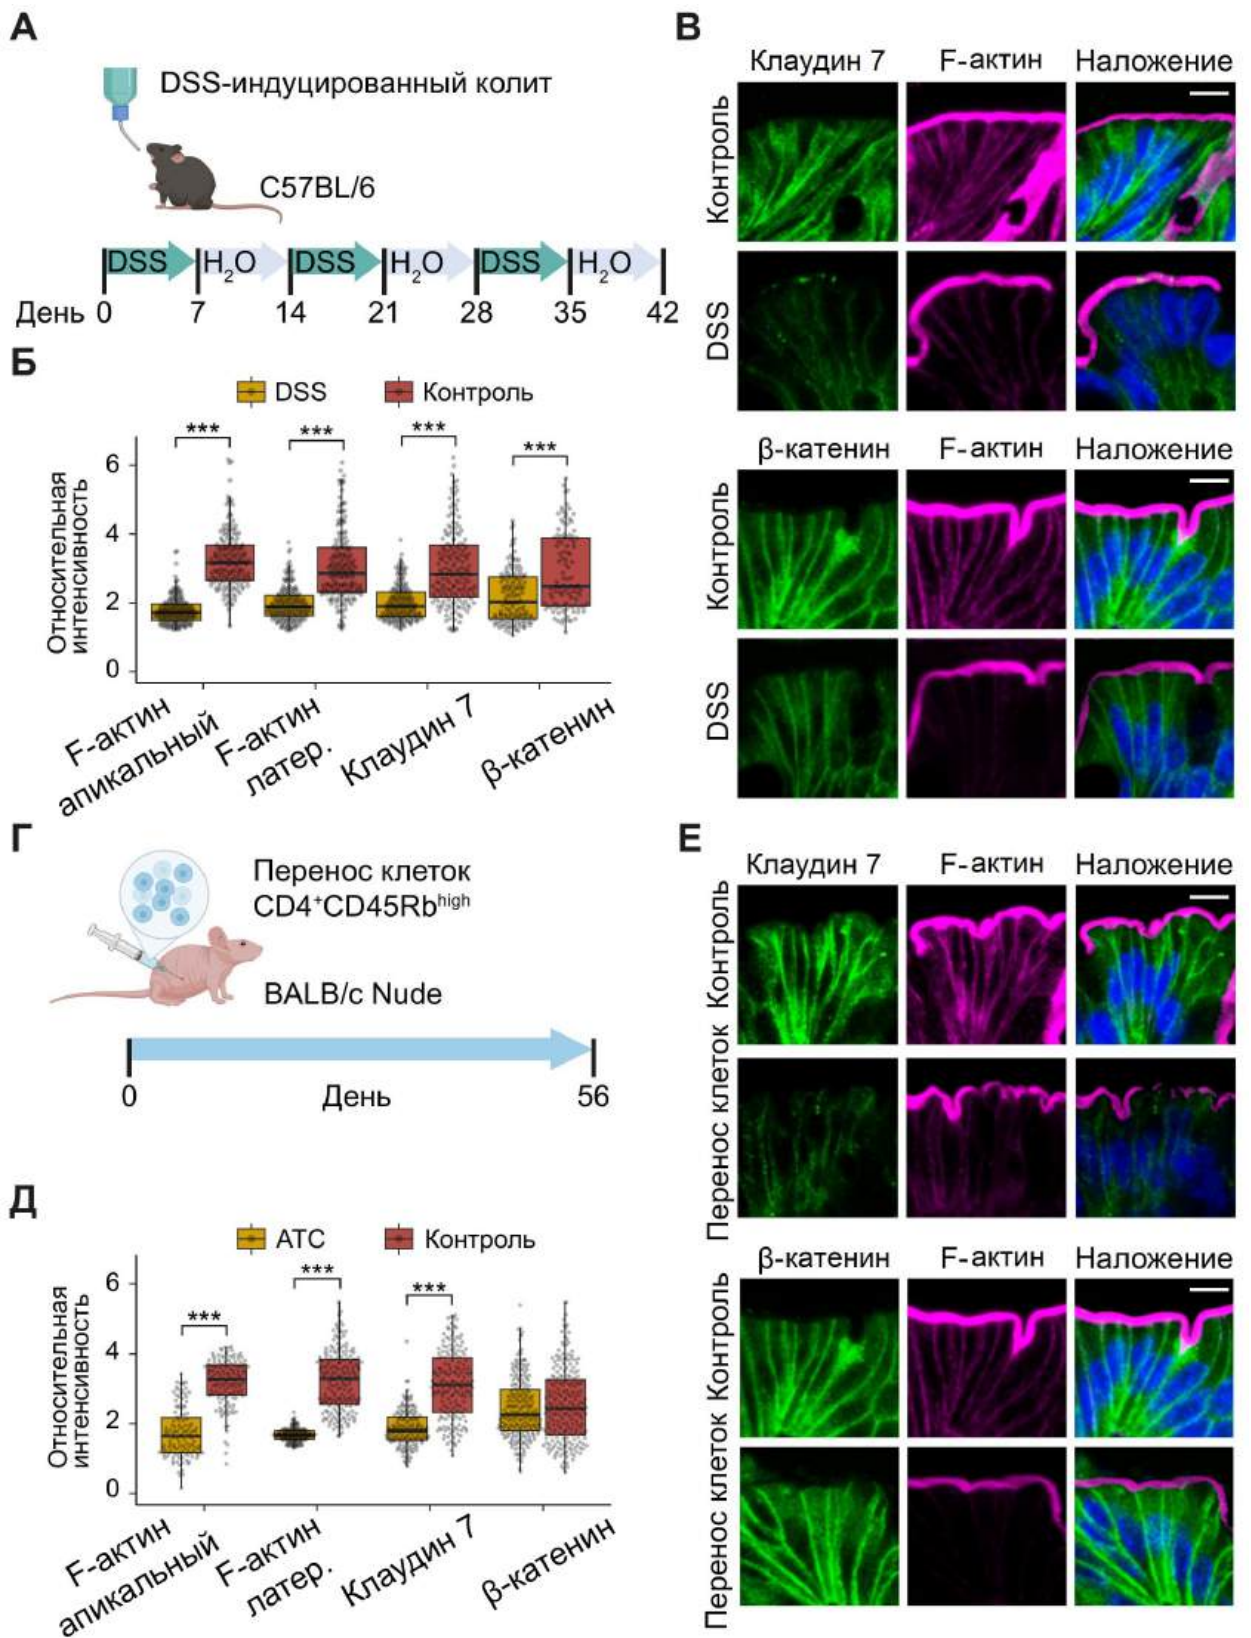 А
DSS-индуцированный колит
C57BL/6
DSS H₂O DSS H₂O DSS H₂O
День 0 7 14 21 28 35 42
Б
DSS Контроль
*** *** *** ***
Относительная
интенсивность
6
4
2
0
F-актин
апикальный
F-актин
латер.
Клаудин 7
β-катенин
В
Клаудин 7 F-актин Наложение
Контроль
DSS
β-катенин F-актин Наложение
Контроль
DSS
Г
Перенос клеток
CD4⁺CD45Rbʰⁱᵍʰ
BALB/c Nude
0 День 56
Д
ATC Контроль
*** *** ***
Относительная
интенсивность
6
4
2
0
F-актин
апикальный
F-актин
латер.
Клаудин 7
β-катенин
Е
Клаудин 7 F-актин Наложение
Контроль
Перенос клеток
β-катенин F-актин Наложение
Контроль
Перенос клеток